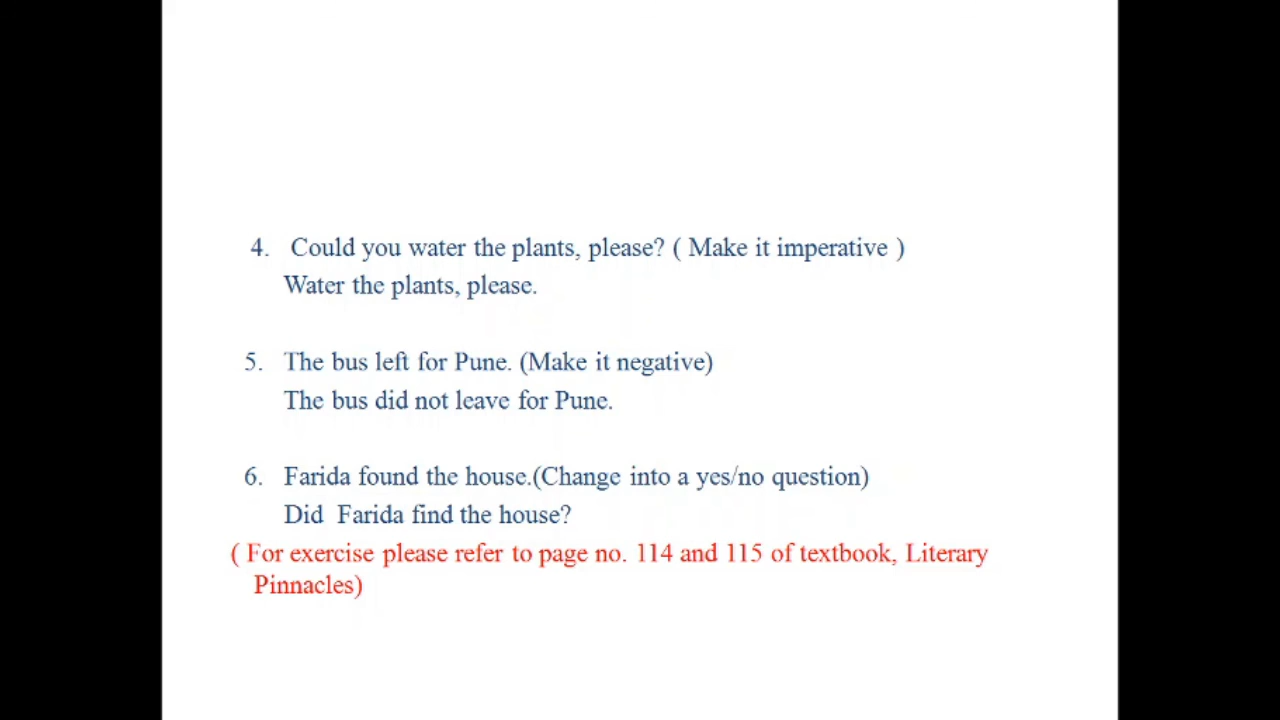 4. Could you water the plants, please? ( Make it imperative )
Water the plants, please.
5. The bus left for Pune. (Make it negative)
The bus did not leave for Pune.
6. Farida found the house.(Change into a yes/no question)
Did Farida find the house?
( For exercise please refer to page no. 114 and 115 of textbook, Literary
Pinnacles)